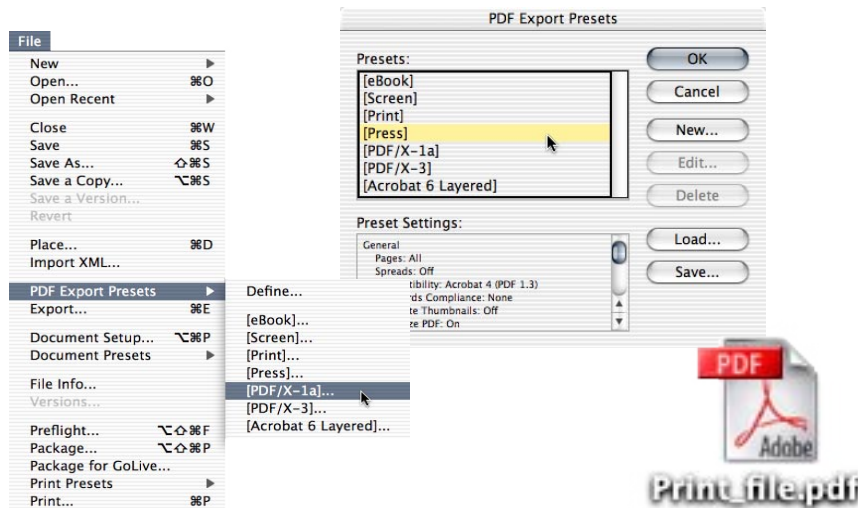 File
New
Open... ⌘O
Open Recent
Close ⌘W
Save ⌘S
Save As... ⇧⌘S
Save a Copy... ⌥⌘S
Save a Version...
Revert
Place... ⌘D
Import XML...
PDF Export Presets
Export... ⌘E
Document Setup... ⌥⌘P
Document Presets
File Info...
Versions...
Preflight... ⌥⇧⌘F
Package... ⌥⇧⌘P
Package for GoLive...
Print Presets
Print... ⌘P
Define...
[eBook]...
[Screen]...
[Print]...
[Press]...
[PDF/X-1a]...
[PDF/X-3]...
[Acrobat 6 Layered]...
PDF Export Presets
Presets:
[eBook]
[Screen]
[Print]
[Press]
[PDF/X-1a]
[PDF/X-3]
[Acrobat 6 Layered]
OK
Cancel
New...
Edit...
Delete
Load...
Save...
Preset Settings:
General
Pages: All
Spreads: Off
tibility: Acrobat 4 (PDF 1.3)
rds Compliance: None
te Thumbnails: Off
ze PDF: On
PDF
Adobe
Print_file.pdf